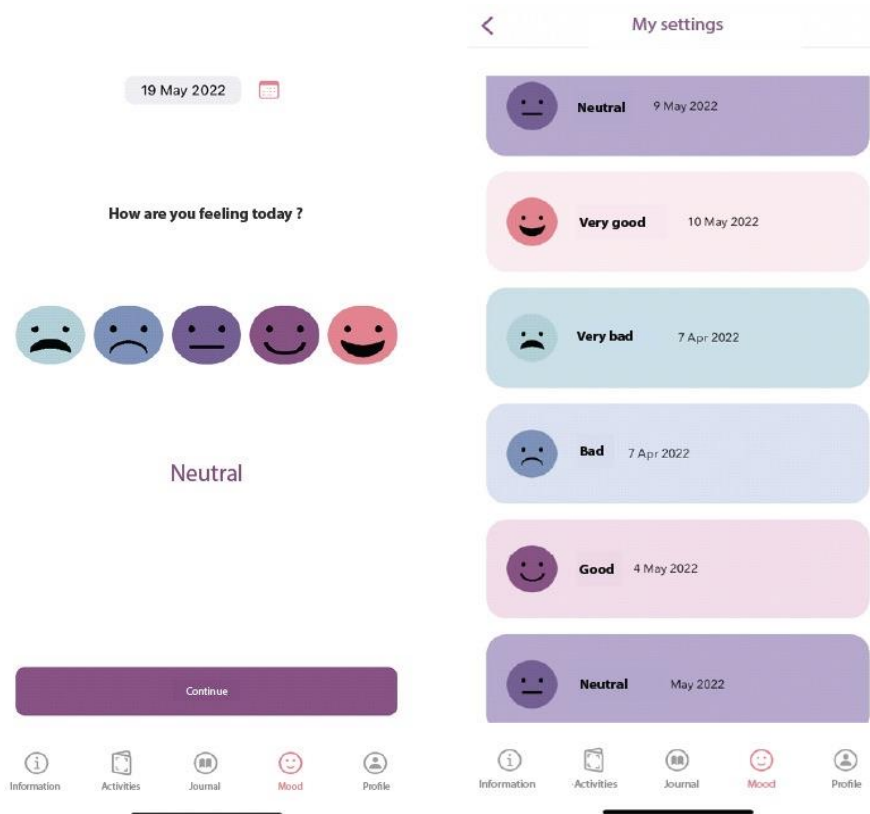 19 May 2022
How are you feeling today ?
Neutral
Continue
Information
Activities
Journal
Mood
Profile
My settings
Neutral 9 May 2022
Very good 10 May 2022
Very bad 7 Apr 2022
Bad 7 Apr 2022
Good 4 May 2022
Neutral May 2022
Information
Activities
Journal
Mood
Profile